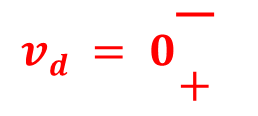 v_d = 0^−_+